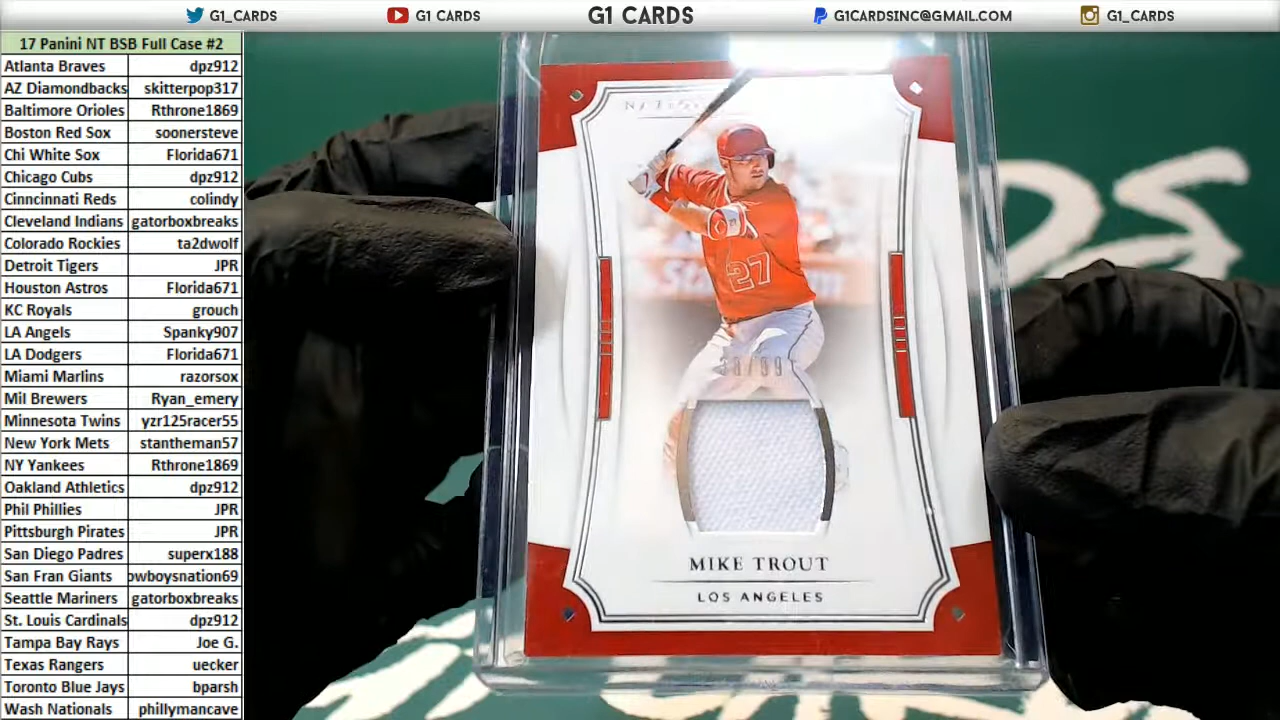 G1_CARDS
G1 CARDS
G1 CARDS
G1CARDSINC@GMAIL.COM
G1_CARDS
17 Panini NT BSB Full Case #2
Atlanta Braves dpz912
AZ Diamondbacks skitterpop317
Baltimore Orioles Rthrone1869
Boston Red Sox soonersteve
Chi White Sox Florida671
Chicago Cubs dpz912
Cinncinnati Reds colindy
Cleveland Indians gatorboxbreaks
Colorado Rockies ta2dwolf
Detroit Tigers JPR
Houston Astros Florida671
KC Royals grouch
LA Angels Spanky907
LA Dodgers Florida671
Miami Marlins razorsox
Mil Brewers Ryan_emery
Minnesota Twins yzr125racer55
New York Mets stantheman57
NY Yankees Rthrone1869
Oakland Athletics dpz912
Phil Phillies JPR
Pittsburgh Pirates JPR
San Diego Padres superx188
San Fran Giants owboysnation69
Seattle Mariners gatorboxbreaks
St. Louis Cardinals dpz912
Tampa Bay Rays Joe G.
Texas Rangers uecker
Toronto Blue Jays bparsh
Wash Nationals phillymancave
27
MIKE TROUT
LOS ANGELES